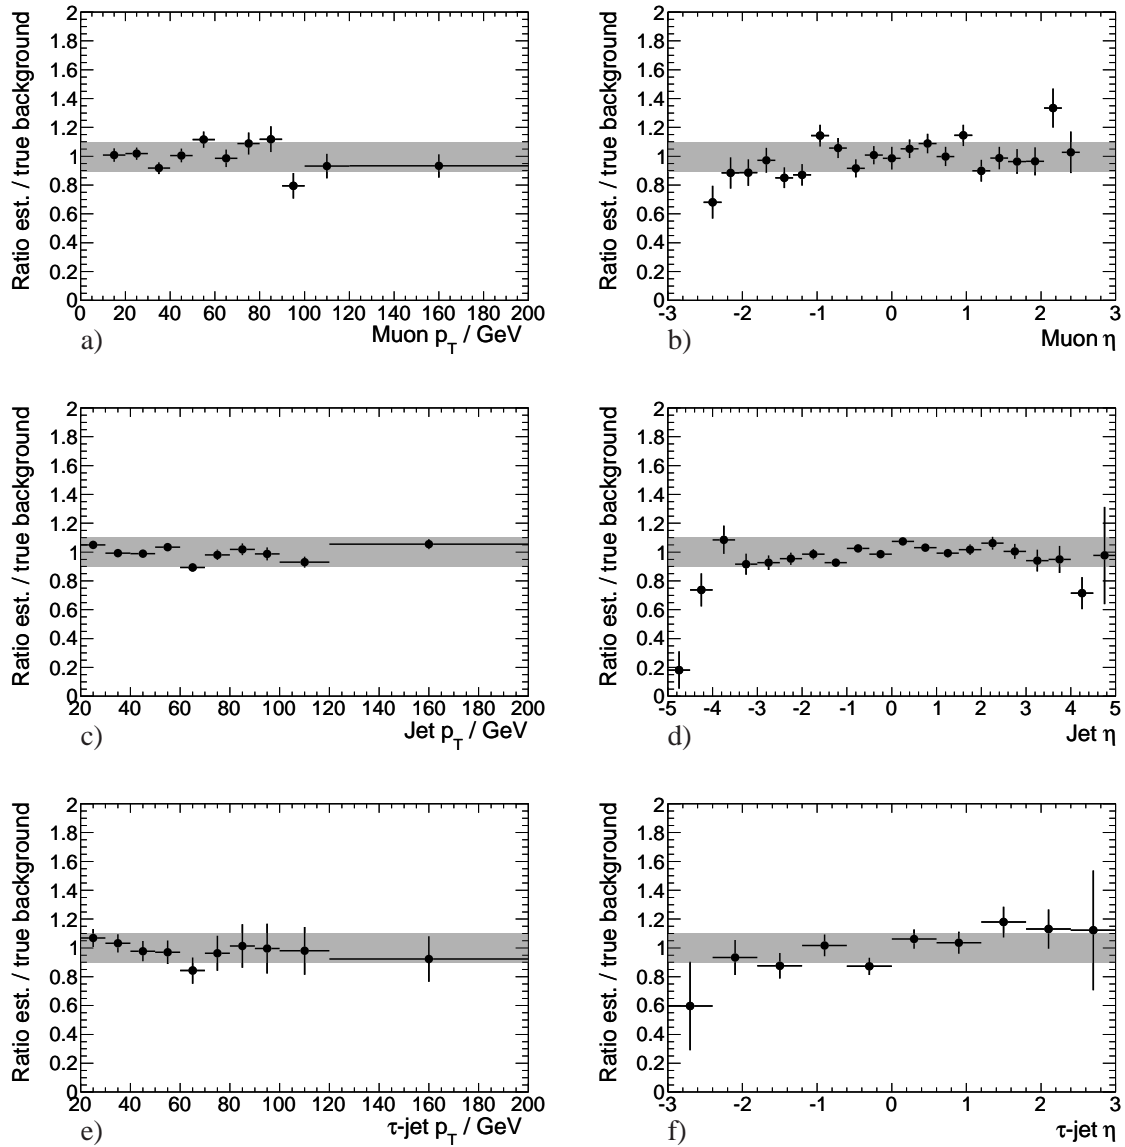 Ratio est. / true background
2
1.8
1.6
1.4
1.2
1
0.8
0.6
0.4
0.2
0
20 40 60 80 100 120 140 160 180 200
Muon p_T / GeV
a)
Ratio est. / true background
2
1.8
1.6
1.4
1.2
1
0.8
0.6
0.4
0.2
0
-3 -2 -1 0 1 2 3
Muon η
b)
Ratio est. / true background
2
1.8
1.6
1.4
1.2
1
0.8
0.6
0.4
0.2
0
20 40 60 80 100 120 140 160 180 200
Jet p_T / GeV
c)
Ratio est. / true background
2
1.8
1.6
1.4
1.2
1
0.8
0.6
0.4
0.2
0
-5 -4 -3 -2 -1 0 1 2 3 4 5
Jet η
d)
Ratio est. / true background
2
1.8
1.6
1.4
1.2
1
0.8
0.6
0.4
0.2
0
20 40 60 80 100 120 140 160 180 200
τ-jet p_T / GeV
e)
Ratio est. / true background
2
1.8
1.6
1.4
1.2
1
0.8
0.6
0.4
0.2
0
-3 -2 -1 0 1 2 3
τ-jet η
f)